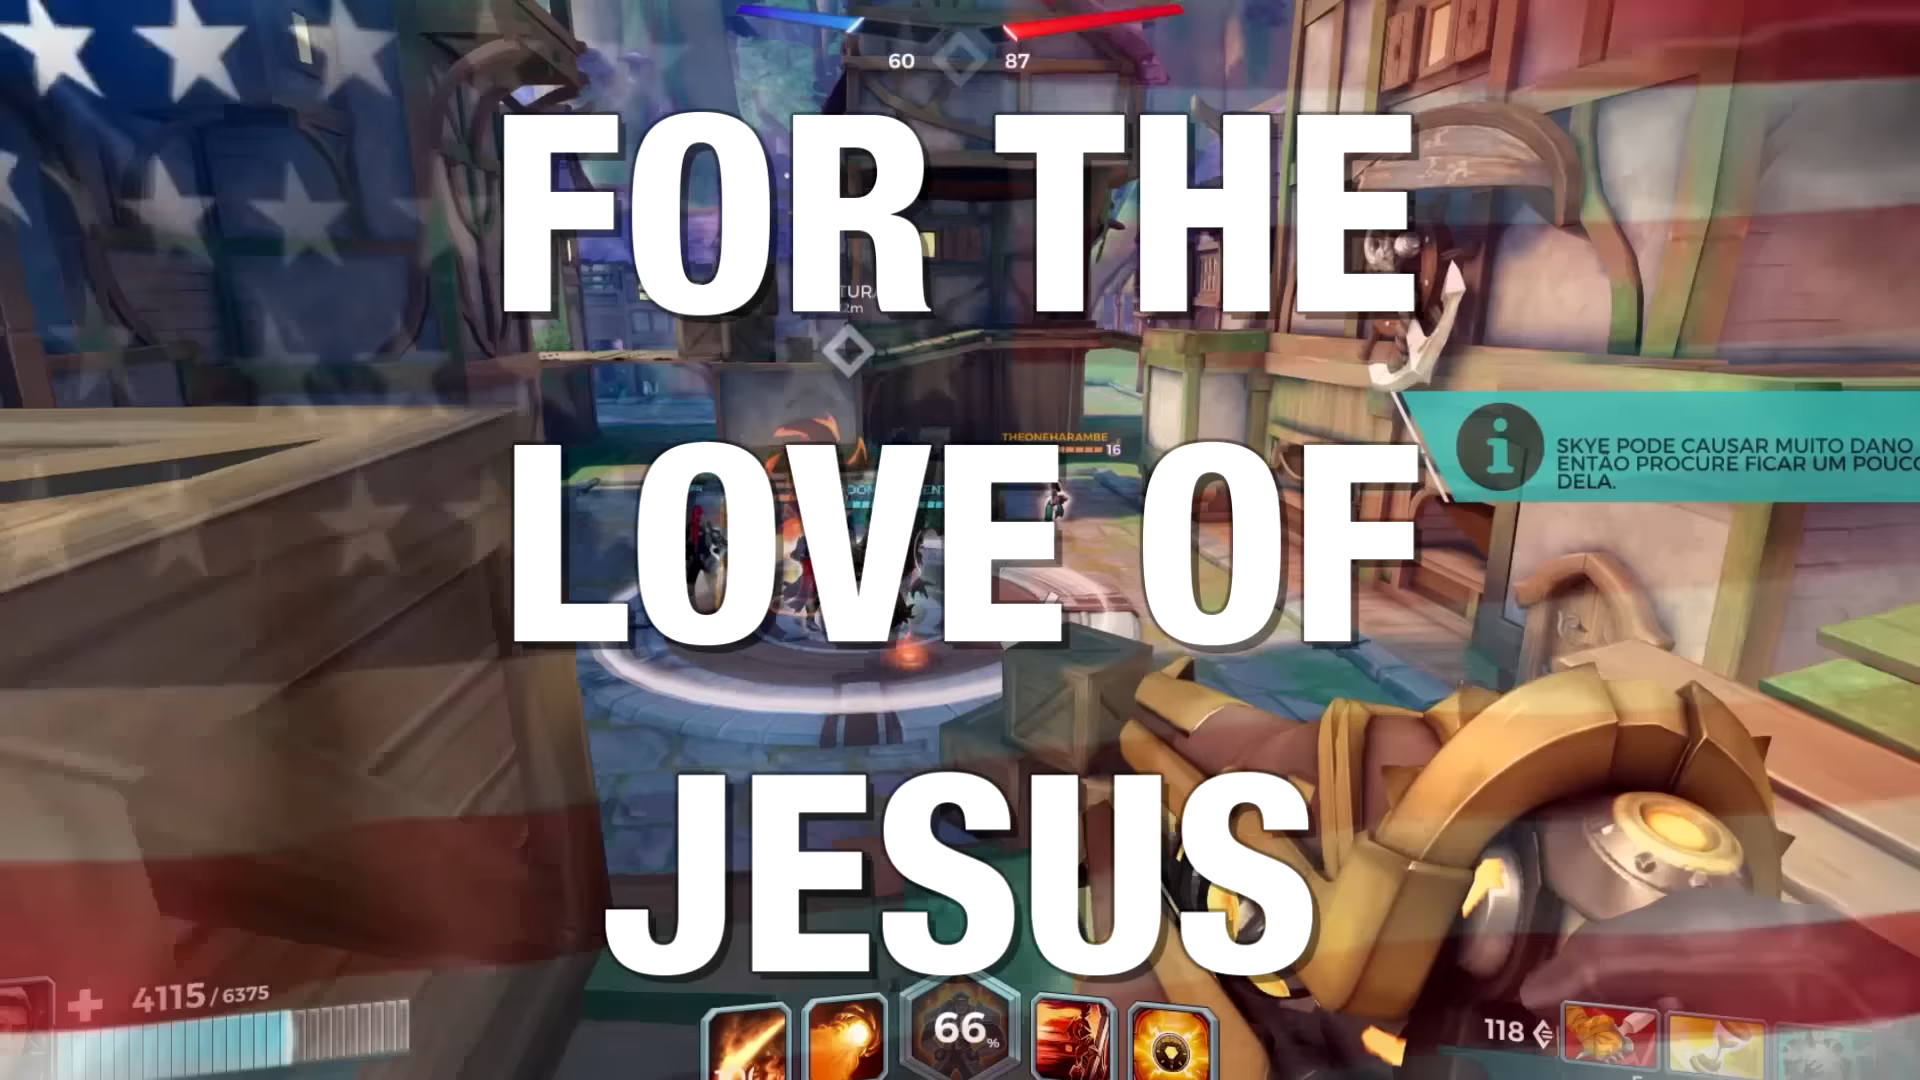 60 87
FOR THE
THEONEHARAMBE
16
SKYE PODE CAUSAR MUITO DANO
ENTÃO PROCURE FICAR UM POUCO
DELA.
LOVE OF
JESUS
4115 / 6375
66%
118